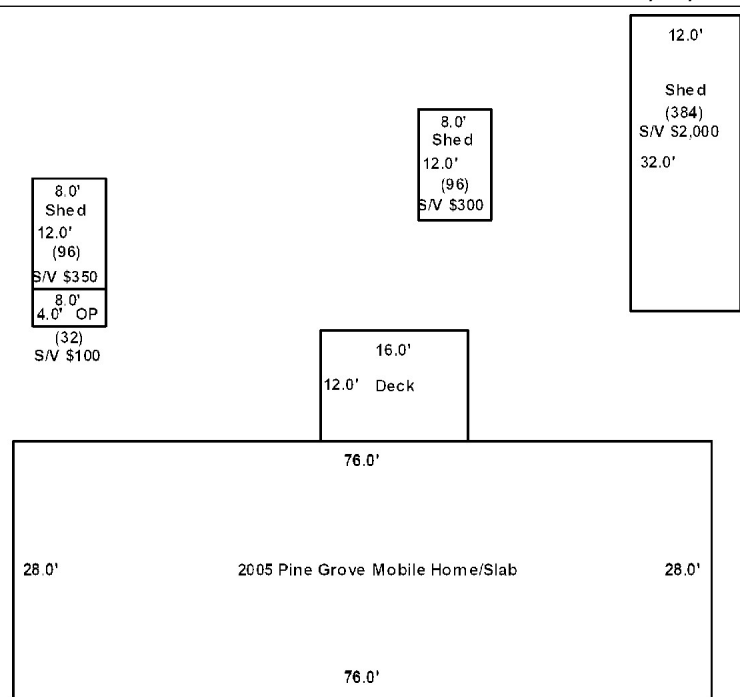 12.0'
Shed
(384)
S/V S2,000
32.0'
8.0'
Shed
12.0'
(96)
S/V $300
8.0'
Shed
12.0'
(96)
S/V $350
8.0'
4.0' OP
(32)
S/V $100
16.0'
12.0' Deck
76.0'
28.0' 2005 Pine Grove Mobile Home/Slab 28.0'
76.0'